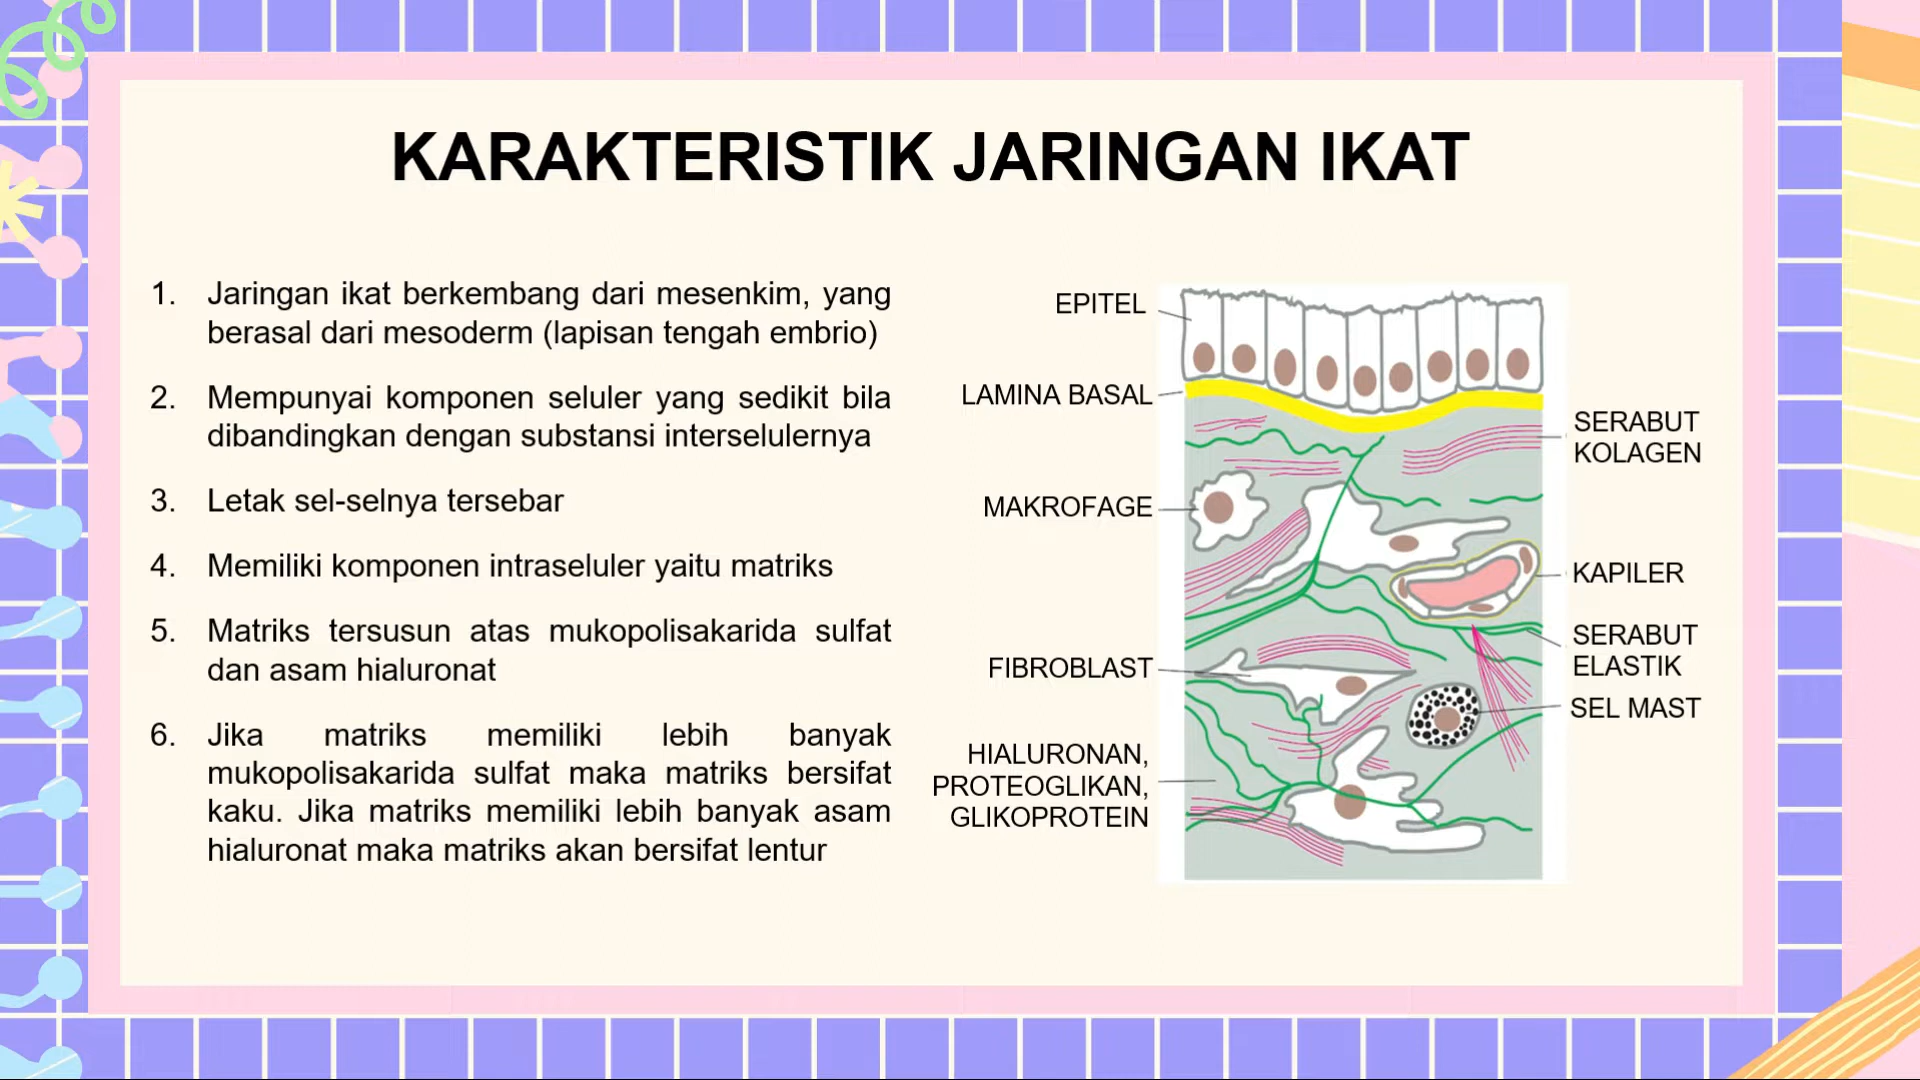 KARAKTERISTIK JARINGAN IKAT
1. Jaringan ikat berkembang dari mesenkim, yang
berasal dari mesoderm (lapisan tengah embrio)
2. Mempunyai komponen seluler yang sedikit bila
dibandingkan dengan substansi interselulernya
3. Letak sel-selnya tersebar
4. Memiliki komponen intraseluler yaitu matriks
5. Matriks tersusun atas mukopolisakarida sulfat
dan asam hialuronat
6. Jika matriks memiliki lebih banyak
mukopolisakarida sulfat maka matriks bersifat
kaku. Jika matriks memiliki lebih banyak asam
hialuronat maka matriks akan bersifat lentur
EPITEL
LAMINA BASAL
MAKROFAGE
FIBROBLAST
HIALURONAN,
PROTEOGLIKAN,
GLIKOPROTEIN
SERABUT
KOLAGEN
KAPILER
SERABUT
ELASTIK
SEL MAST